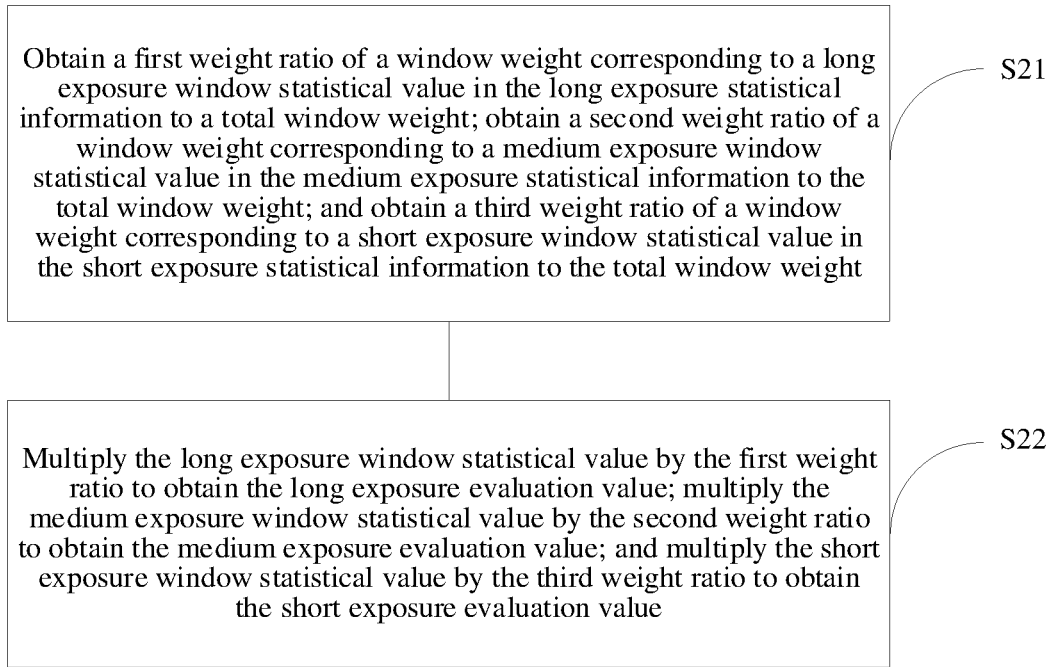 Obtain a first weight ratio of a window weight corresponding to a long
exposure window statistical value in the long exposure statistical
information to a total window weight; obtain a second weight ratio of a
window weight corresponding to a medium exposure window
statistical value in the medium exposure statistical information to the
total window weight; and obtain a third weight ratio of a window
weight corresponding to a short exposure window statistical value in
the short exposure statistical information to the total window weight
S21
Multiply the long exposure window statistical value by the first weight
ratio to obtain the long exposure evaluation value; multiply the
medium exposure window statistical value by the second weight ratio
to obtain the medium exposure evaluation value; and multiply the short
exposure window statistical value by the third weight ratio to obtain
the short exposure evaluation value
S22